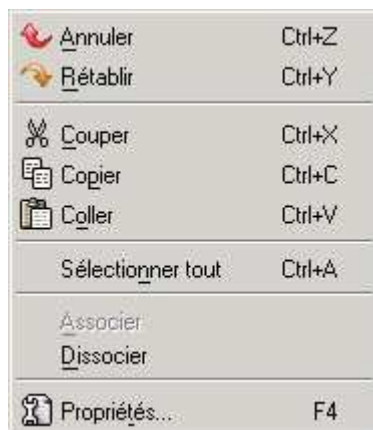 Annuler Ctrl+Z
Rétablir Ctrl+Y
Couper Ctrl+X
Copier Ctrl+C
Coller Ctrl+V
Sélectionner tout Ctrl+A
Associer
Dissocier
Propriétés... F4